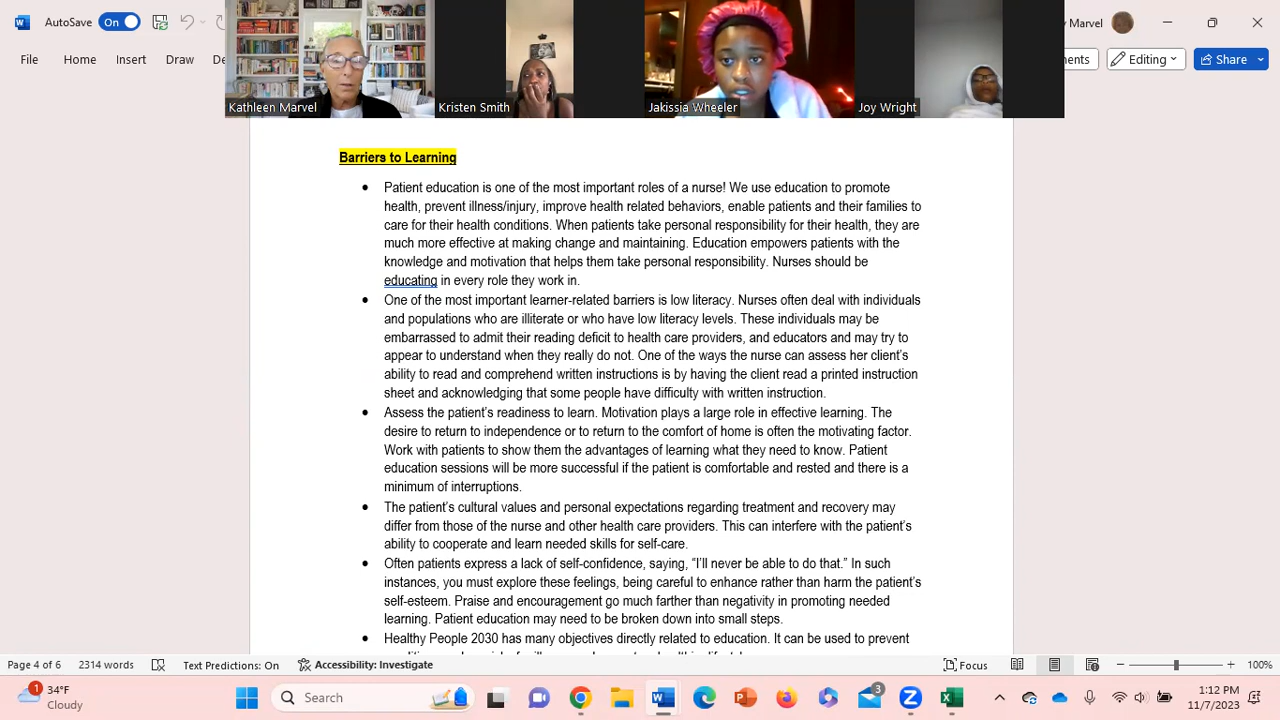 AutoSave On
Marvel
File Home Insert Draw
Editing Share
Kathleen Marvel
Kristen Smith
Jakissia Wheeler
Joy Wright
Barriers to Learning
Patient education is one of the most important roles of a nurse! We use education to promote
health, prevent illness/injury, improve health related behaviors, enable patients and their families to
care for their health conditions. When patients take personal responsibility for their health, they are
much more effective at making change and maintaining. Education empowers patients with the
knowledge and motivation that helps them take personal responsibility. Nurses should be
educating in every role they work in.
One of the most important learner-related barriers is low literacy. Nurses often deal with individuals
and populations who are illiterate or who have low literacy levels. These individuals may be
embarrassed to admit their reading deficit to health care providers, and educators and may try to
appear to understand when they really do not. One of the ways the nurse can assess her client's
ability to read and comprehend written instructions is by having the client read a printed instruction
sheet and acknowledging that some people have difficulty with written instruction.
Assess the patient's readiness to learn. Motivation plays a large role in effective learning. The
desire to return to independence or to return to the comfort of home is often the motivating factor.
Work with patients to show them the advantages of learning what they need to know. Patient
education sessions will be more successful if the patient is comfortable and rested and there is a
minimum of interruptions.
The patient's cultural values and personal expectations regarding treatment and recovery may
differ from those of the nurse and other health care providers. This can interfere with the patient's
ability to cooperate and learn needed skills for self-care.
Often patients express a lack of self-confidence, saying, “I'll never be able to do that.” In such
instances, you must explore these feelings, being careful to enhance rather than harm the patient's
self-esteem. Praise and encouragement go much farther than negativity in promoting needed
learning. Patient education may need to be broken down into small steps.
Healthy People 2030 has many objectives directly related to education. It can be used to prevent
Page 4 of 6 2314 words Text Predictions: On Accessibility: Investigate Focus 100%
1 34°F
Cloudy
Search
3
1:12 PM
11/7/2023